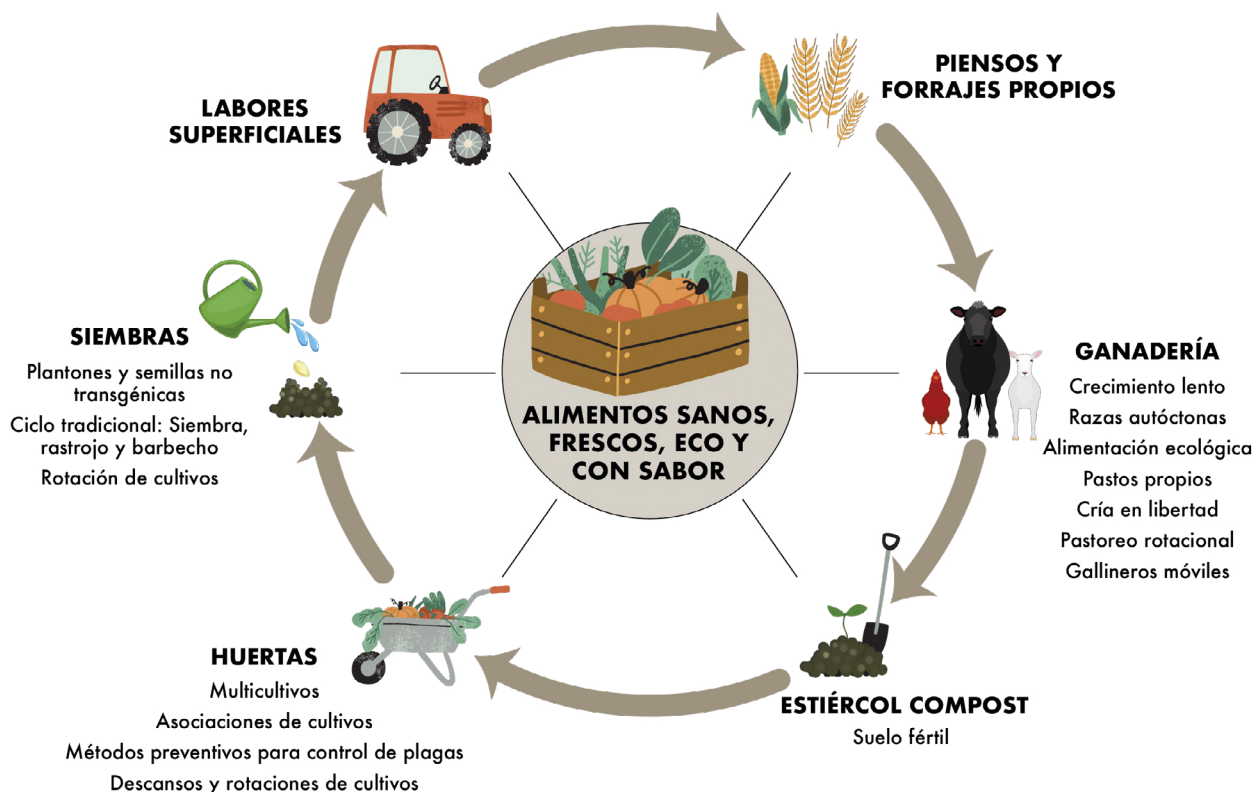 LABORES
SUPERFICIALES
PIENSOS Y
FORRAJES PROPIOS
GANADERÍA
Crecimiento lento
Razas autóctonas
Alimentación ecológica
Pastos propios
Cría en libertad
Pastoreo rotacional
Gallineros móviles
ESTIÉRCOL COMPOST
Suelo fértil
HUERTAS
Multicultivos
Asociaciones de cultivos
Métodos preventivos para control de plagas
Descansos y rotaciones de cultivos
SIEMBRAS
Plantones y semillas no
transgénicas
Ciclo tradicional: Siembra,
rastrojo y barbecho
Rotación de cultivos
ALIMENTOS SANOS,
FRESCOS, ECO Y
CON SABOR